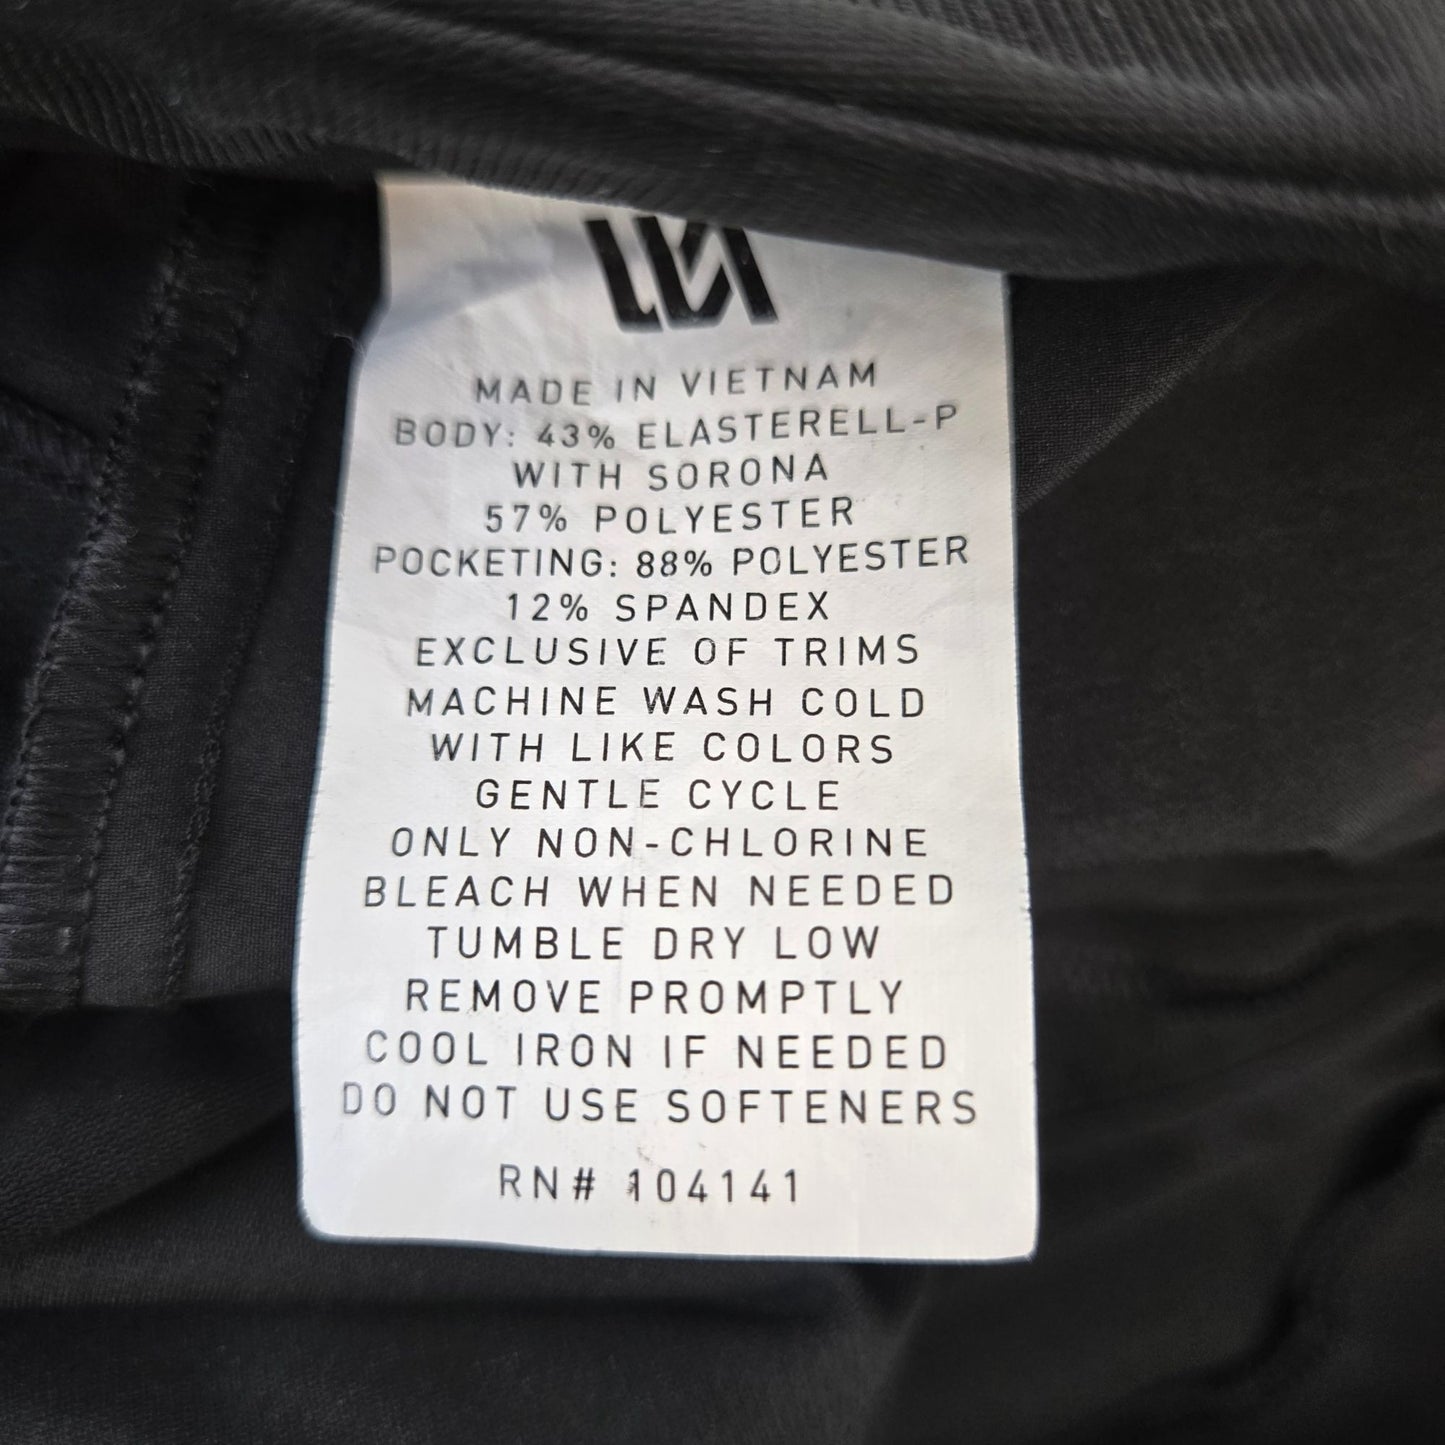 MADE IN VIETNAM
BODY: 43% ELASTERELL-P
WITH SORONA
57% POLYESTER
POCKETING: 88% POLYESTER
12% SPANDEX
EXCLUSIVE OF TRIMS
MACHINE WASH COLD
WITH LIKE COLORS
GENTLE CYCLE
ONLY NON-CHLORINE
BLEACH WHEN NEEDED
TUMBLE DRY LOW
REMOVE PROMPTLY
COOL IRON IF NEEDED
DO NOT USE SOFTENERS
RN# 104141